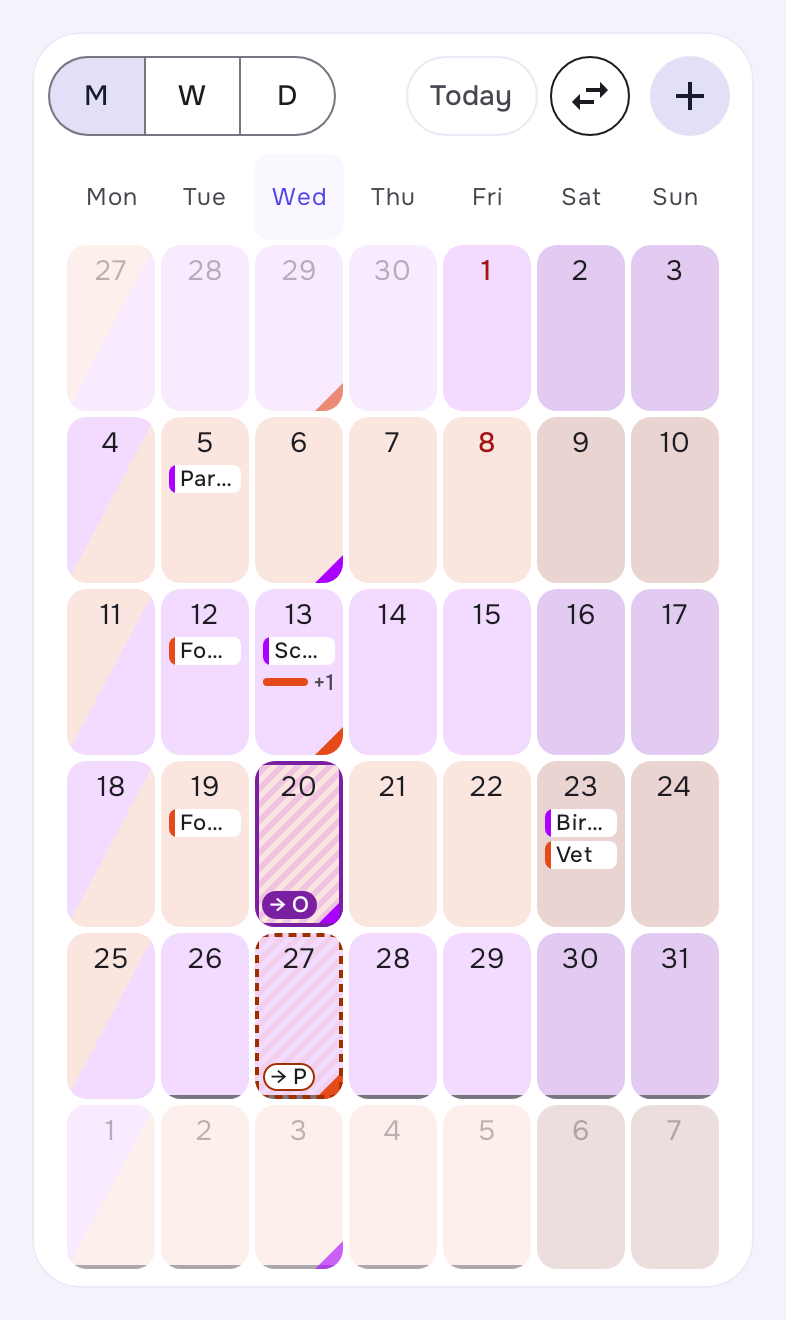 M W D Today +
Mon Tue Wed Thu Fri Sat Sun
27 28 29 30 1 2 3
4 5 6 7 8 9 10
Par...
11 12 13 14 15 16 17
Fo... Sc...
+1
18 19 20 21 22 23 24
Fo... Bir...
Vet
→ O
25 26 27 28 29 30 31
→ P
1 2 3 4 5 6 7